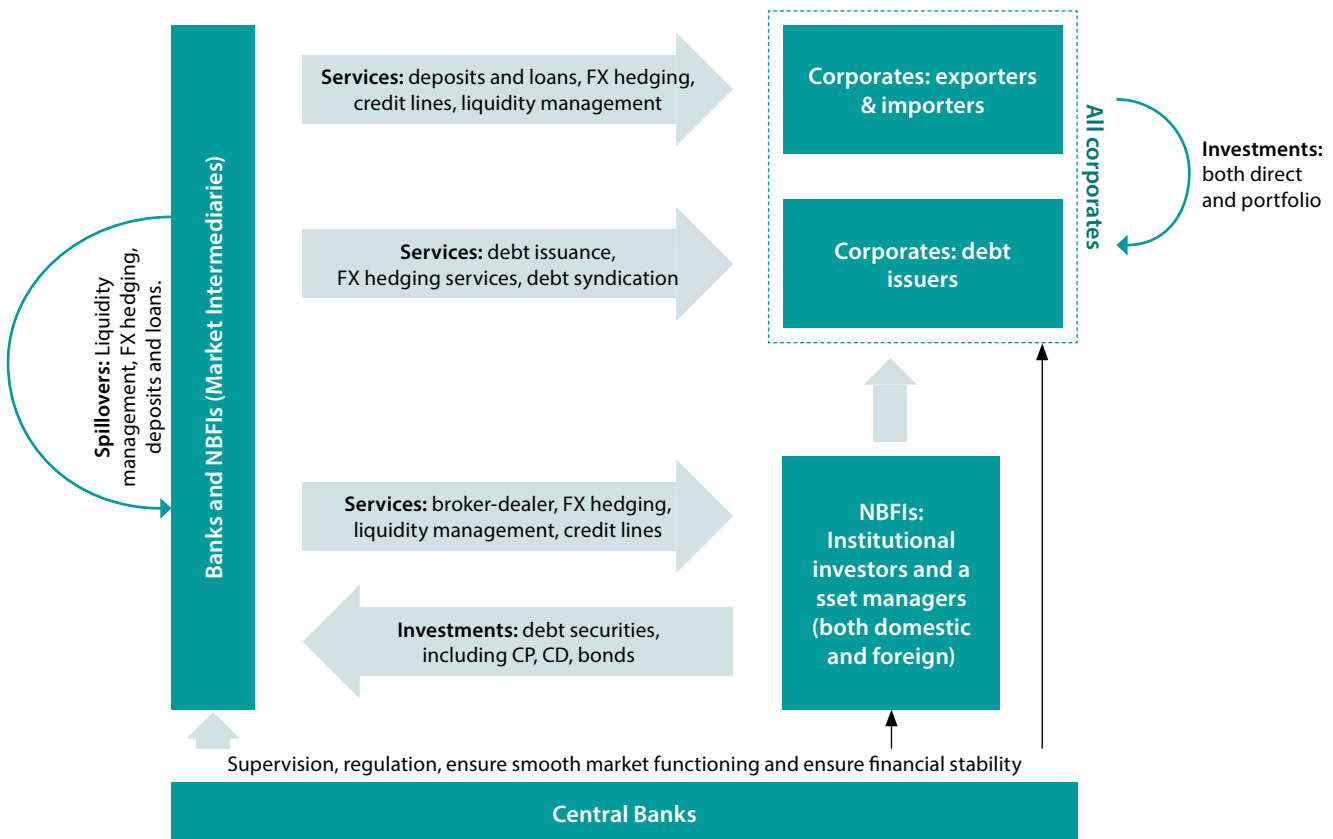 Services: deposits and loans, FX hedging,
credit lines, liquidity management
Corporates: exporters
& importers
All corporates
Investments:
both direct
and portfolio
Banks and NBFIs (Market Intermediaries)
Spillovers: Liquidity
management, FX hedging,
deposits and loans.
Services: debt issuance,
FX hedging services, debt syndication
Corporates: debt
issuers
Services: broker-dealer, FX hedging,
liquidity management, credit lines
NBFIs:
Institutional
investors and a
sset managers
(both domestic
and foreign)
Investments: debt securities,
including CP, CD, bonds
Supervision, regulation, ensure smooth market functioning and ensure financial stability
Central Banks